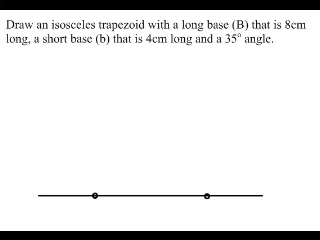 Draw an isosceles trapezoid with a long base (B) that is 8cm
long, a short base (b) that is 4cm long and a 35° angle.